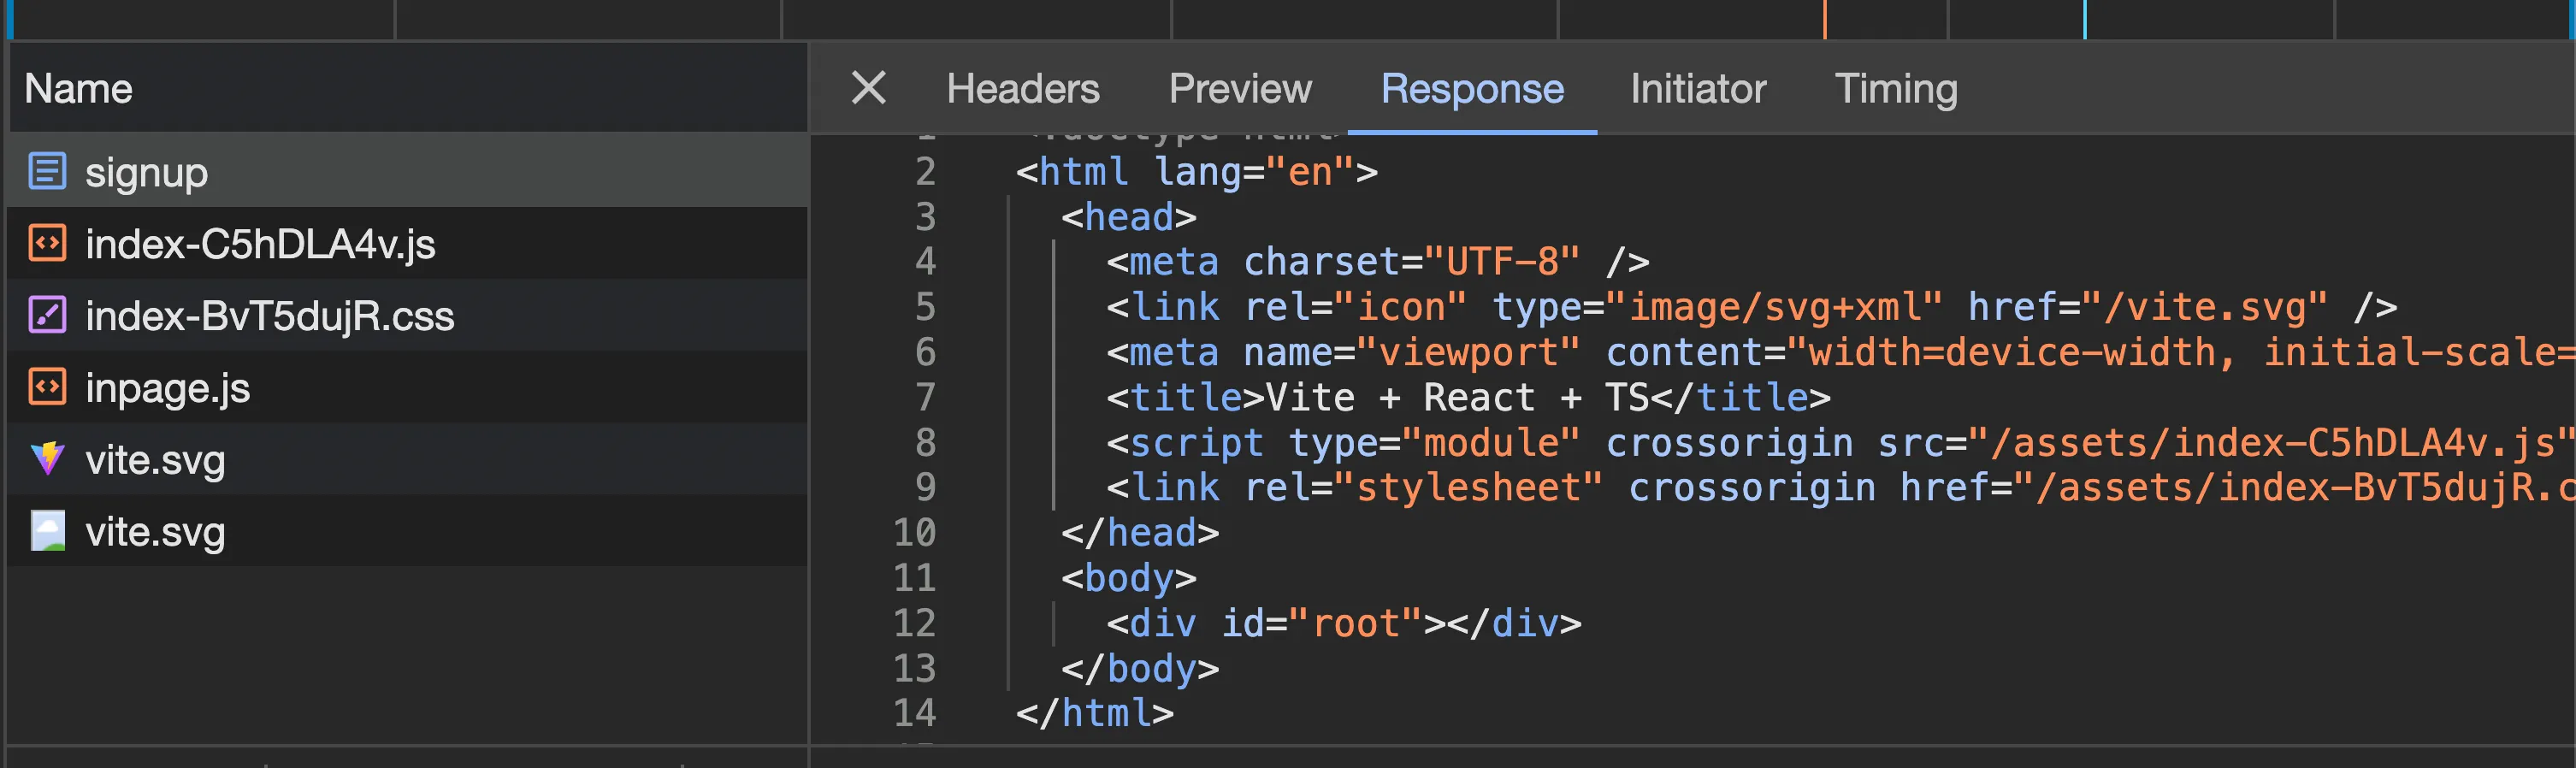 Name
signup
index-C5hDLA4v.js
index-BvT5dujR.css
inpage.js
vite.svg
vite.svg
Headers Preview Response Initiator Timing
1 <!doctype html>
2 <html lang="en">
3 <head>
4 <meta charset="UTF-8" />
5 <link rel="icon" type="image/svg+xml" href="/vite.svg" />
6 <meta name="viewport" content="width=device-width, initial-scale=
7 <title>Vite + React + TS</title>
8 <script type="module" crossorigin src="/assets/index-C5hDLA4v.js"
9 <link rel="stylesheet" crossorigin href="/assets/index-BvT5dujR.c
10 </head>
11 <body>
12 <div id="root"></div>
13 </body>
14 </html>